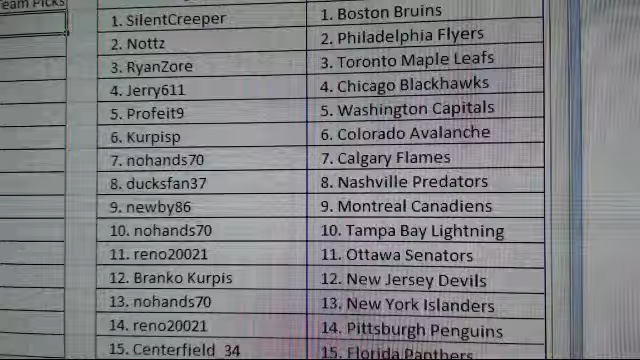 Team Picks
1. SilentCreeper 1. Boston Bruins
2. Nottz 2. Philadelphia Flyers
3. RyanZore 3. Toronto Maple Leafs
4. Jerry611 4. Chicago Blackhawks
5. Profeit9 5. Washington Capitals
6. Kurpisp 6. Colorado Avalanche
7. nohands70 7. Calgary Flames
8. ducksfan37 8. Nashville Predators
9. newby86 9. Montreal Canadiens
10. nohands70 10. Tampa Bay Lightning
11. reno20021 11. Ottawa Senators
12. Branko Kurpis 12. New Jersey Devils
13. nohands70 13. New York Islanders
14. reno20021 14. Pittsburgh Penguins
15. Centerfield_34 15. Florida Panthers